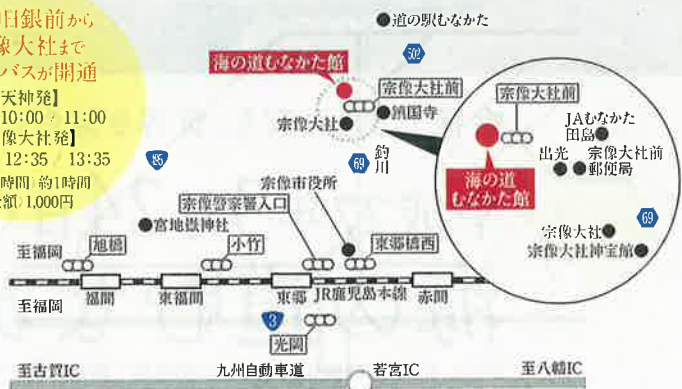 日銀前から
像大社まで
バスが開通
天神発】
10:00 / 11:00
像大社発】
12:35 / 13:35
時間〕約1時間
金額〕1,000円
道の駅むなかた
502
海の道むなかた館
宗像大社前
宗像大社
鎮国寺
釣川
69
495
宗像市役所
宗像警察署入口
宮地嶽神社
至福岡
旭橋
小竹
東郷橋西
至福岡
福間
東福間
東郷
JR鹿児島本線
赤間
3
光岡
至古賀IC
九州自動車道
若宮IC
至八幡IC
宗像大社前
海の道
むなかた館
JAむなかた
田島
出光
宗像大社前
郵便局
69
宗像大社
宗像大社神宝館